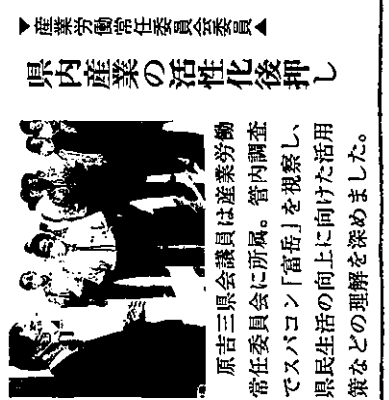 ▼産業労働常任委員会委員▲
県内産業の活性化後押し
原吉三県会議員は産業労働
常任委員会に所属。管内調査
でスパコン「富岳」を視察し、
県民生活の向上に向けた活用
策などの理解を深めました。